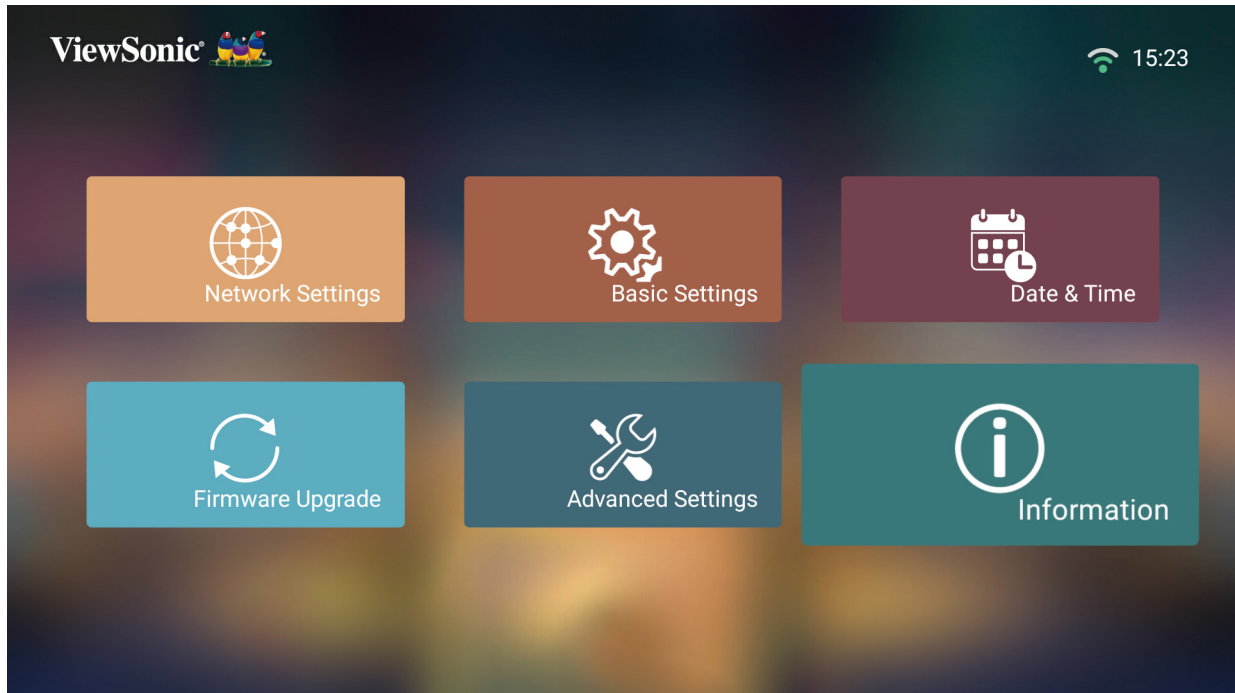 ViewSonic®
15:23
Network Settings
Basic Settings
Date & Time
Firmware Upgrade
Advanced Settings
Information